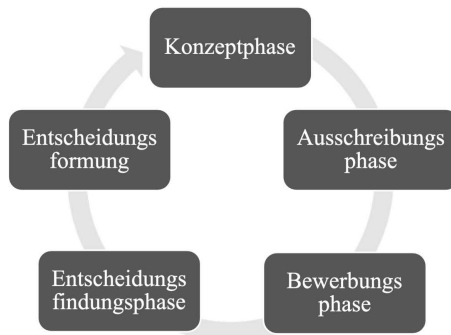 Konzeptphase
Ausschreibungs
phase
Bewerbungs
phase
Entscheidungs
findungsphase
Entscheidungs
formung